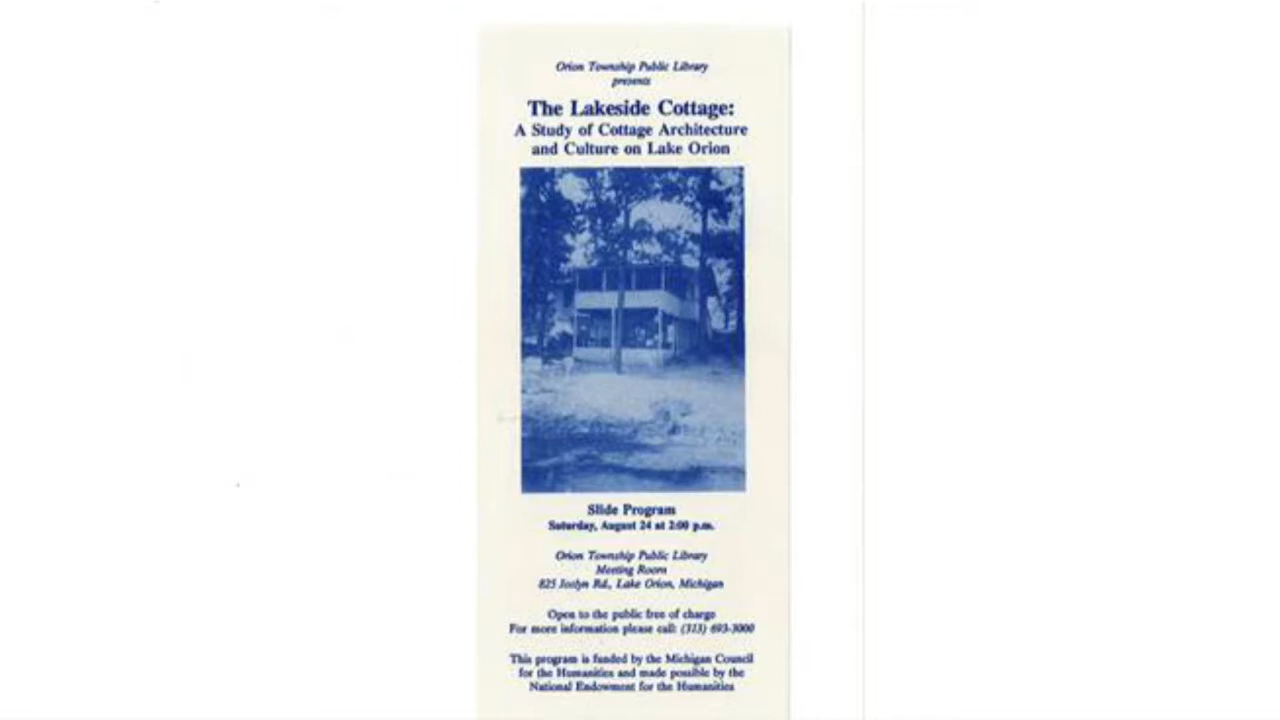 Orion Township Public Library
presents
The Lakeside Cottage:
A Study of Cottage Architecture
and Culture on Lake Orion
Slide Program
Saturday, August 24 at 2:00 p.m.
Orion Township Public Library
Meeting Room
825 Joslyn Rd., Lake Orion, Michigan
Open to the public free of charge
For more information please call: (313) 693-3000
This program is funded by the Michigan Council
for the Humanities and made possible by the
National Endowment for the Humanities